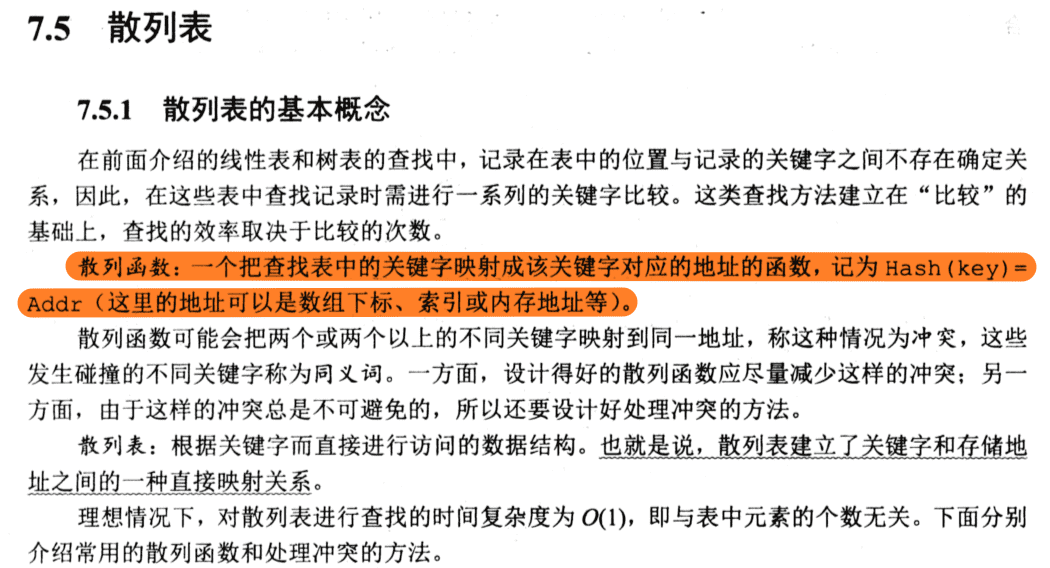 7.5 散列表
7.5.1 散列表的基本概念
在前面介绍的线性表和树表的查找中，记录在表中的位置与记录的关键字之间不存在确定关
系，因此，在这些表中查找记录时需进行一系列的关键字比较。这类查找方法建立在“比较”的
基础上，查找的效率取决于比较的次数。
散列函数：一个把查找表中的关键字映射成该关键字对应的地址的函数，记为 Hash(key)=
Addr（这里的地址可以是数组下标、索引或内存地址等）。
散列函数可能会把两个或两个以上的不同关键字映射到同一地址，称这种情况为冲突，这些
发生碰撞的不同关键字称为同义词。一方面，设计得好的散列函数应尽量减少这样的冲突；另一
方面，由于这样的冲突总是不可避免的，所以还要设计好处理冲突的方法。
散列表：根据关键字而直接进行访问的数据结构。也就是说，散列表建立了关键字和存储地
址之间的一种直接映射关系。
理想情况下，对散列表进行查找的时间复杂度为 O(1)，即与表中元素的个数无关。下面分别
介绍常用的散列函数和处理冲突的方法。